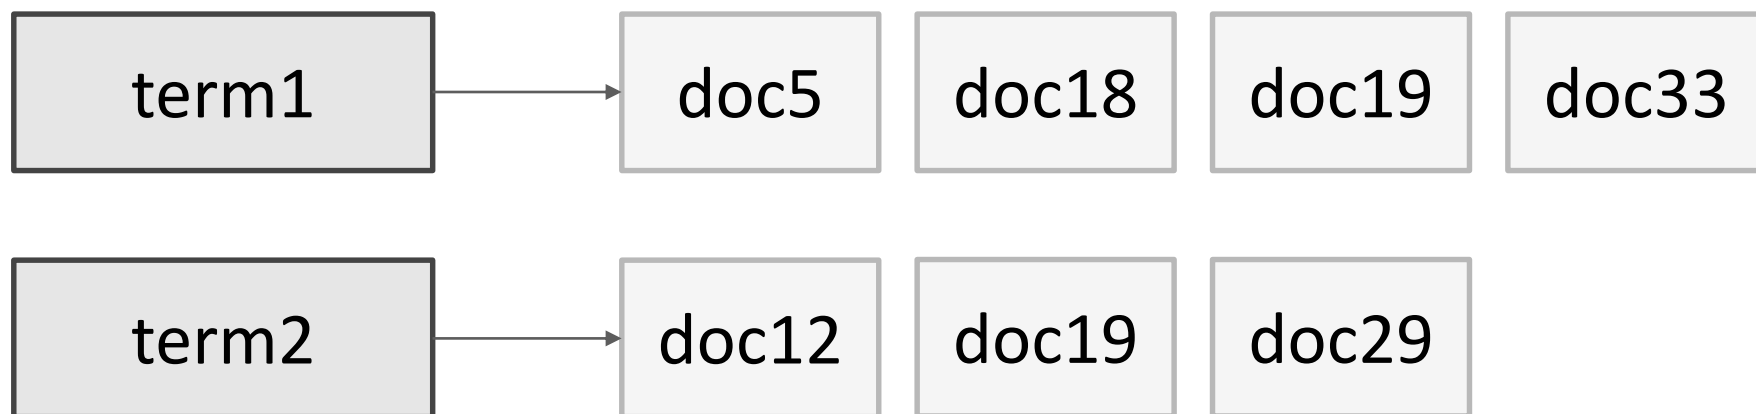 term1 doc5 doc18 doc19 doc33
term2 doc12 doc19 doc29